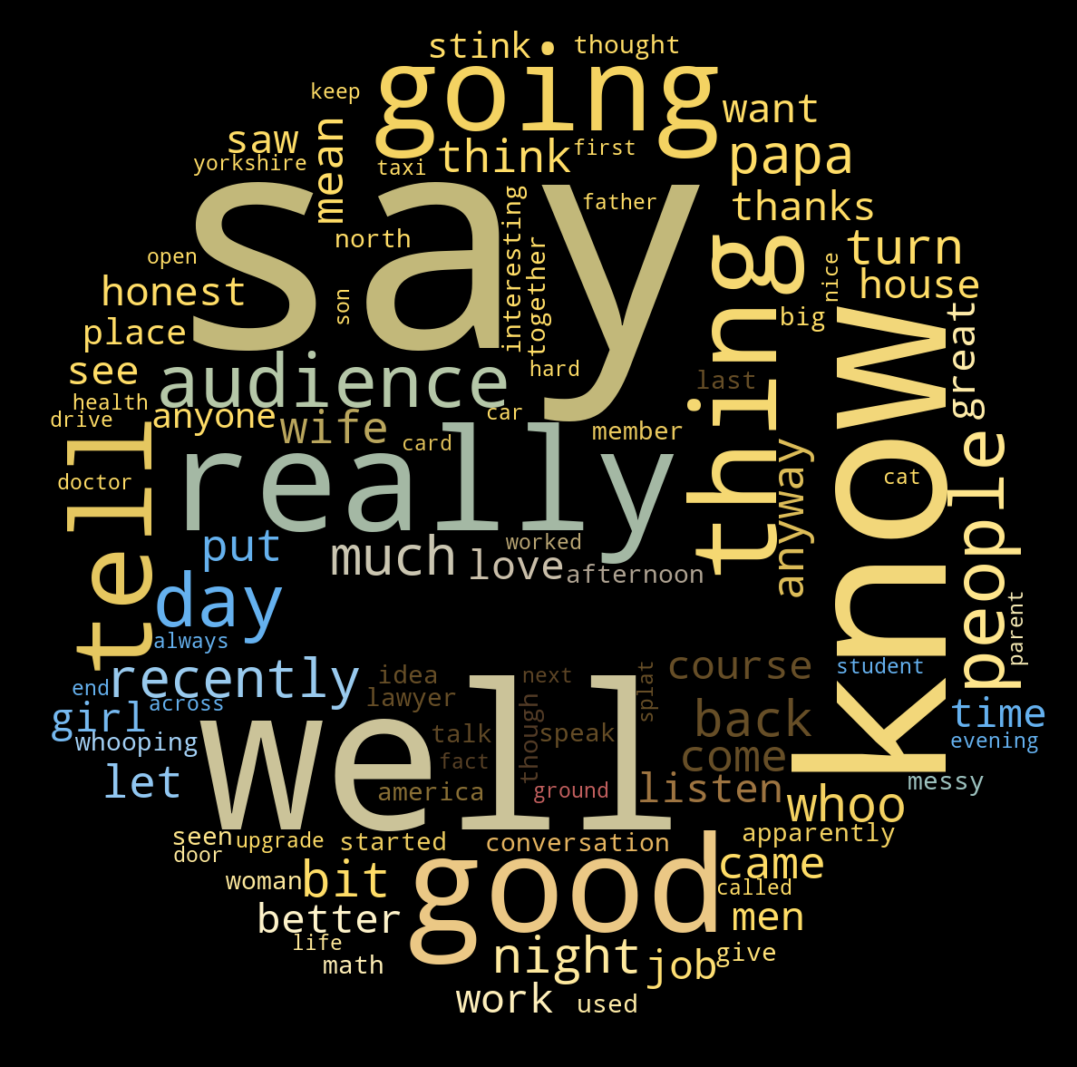 stink
thought
going
keep
want
saw
mean
think
first
papa
yorkshire
taxi
say
father
thanks
interesting
north
together
thing
turn
open
nice
house
honest
son
big
know
great
place
hard
see
audience
last
health
car
drive
anyone
wife
card
member
tell
really
people
anyway
doctor
cat
put
much
worked
love
afternoon
day
parent
always
recently
idea
next
splat
course
student
end
lawyer
well
across
girl
though
back
time
whooping
talk
speak
evening
fact
come
let
america
ground
listen
whoo
messy
seen
upgrade
started
conversation
apparently
door
good
came
woman
bit
called
better
men
life
night
job
give
math
work
used